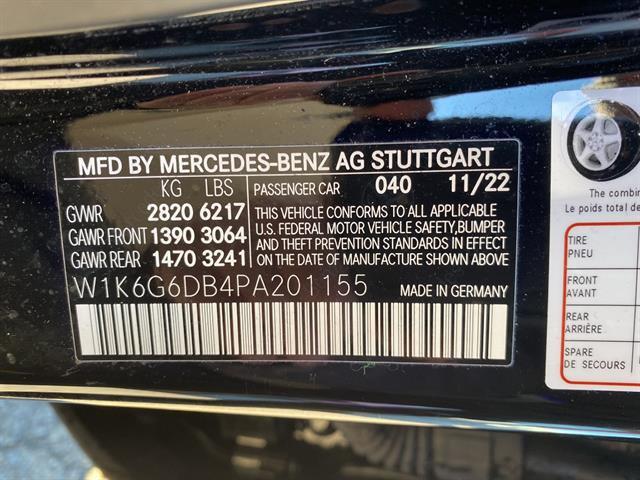 MFD BY MERCEDES-BENZ AG STUTTGART
KG LBS
GVWR 2820 6217
GAWR FRONT 1390 3064
GAWR REAR 1470 3241
PASSENGER CAR 040 11/22
THIS VEHICLE CONFORMS TO ALL APPLICABLE
U.S. FEDERAL MOTOR VEHICLE SAFETY, BUMPER
AND THEFT PREVENTION STANDARDS IN EFFECT
ON THE DATE OF MANUFACTURE SHOWN ABOVE
W1K6G6DB4PA201155 MADE IN GERMANY
The combin
Le poids total de
TIRE
PNEU
FRONT
AVANT
REAR
ARRIÈRE
SPARE
DE SECOURS